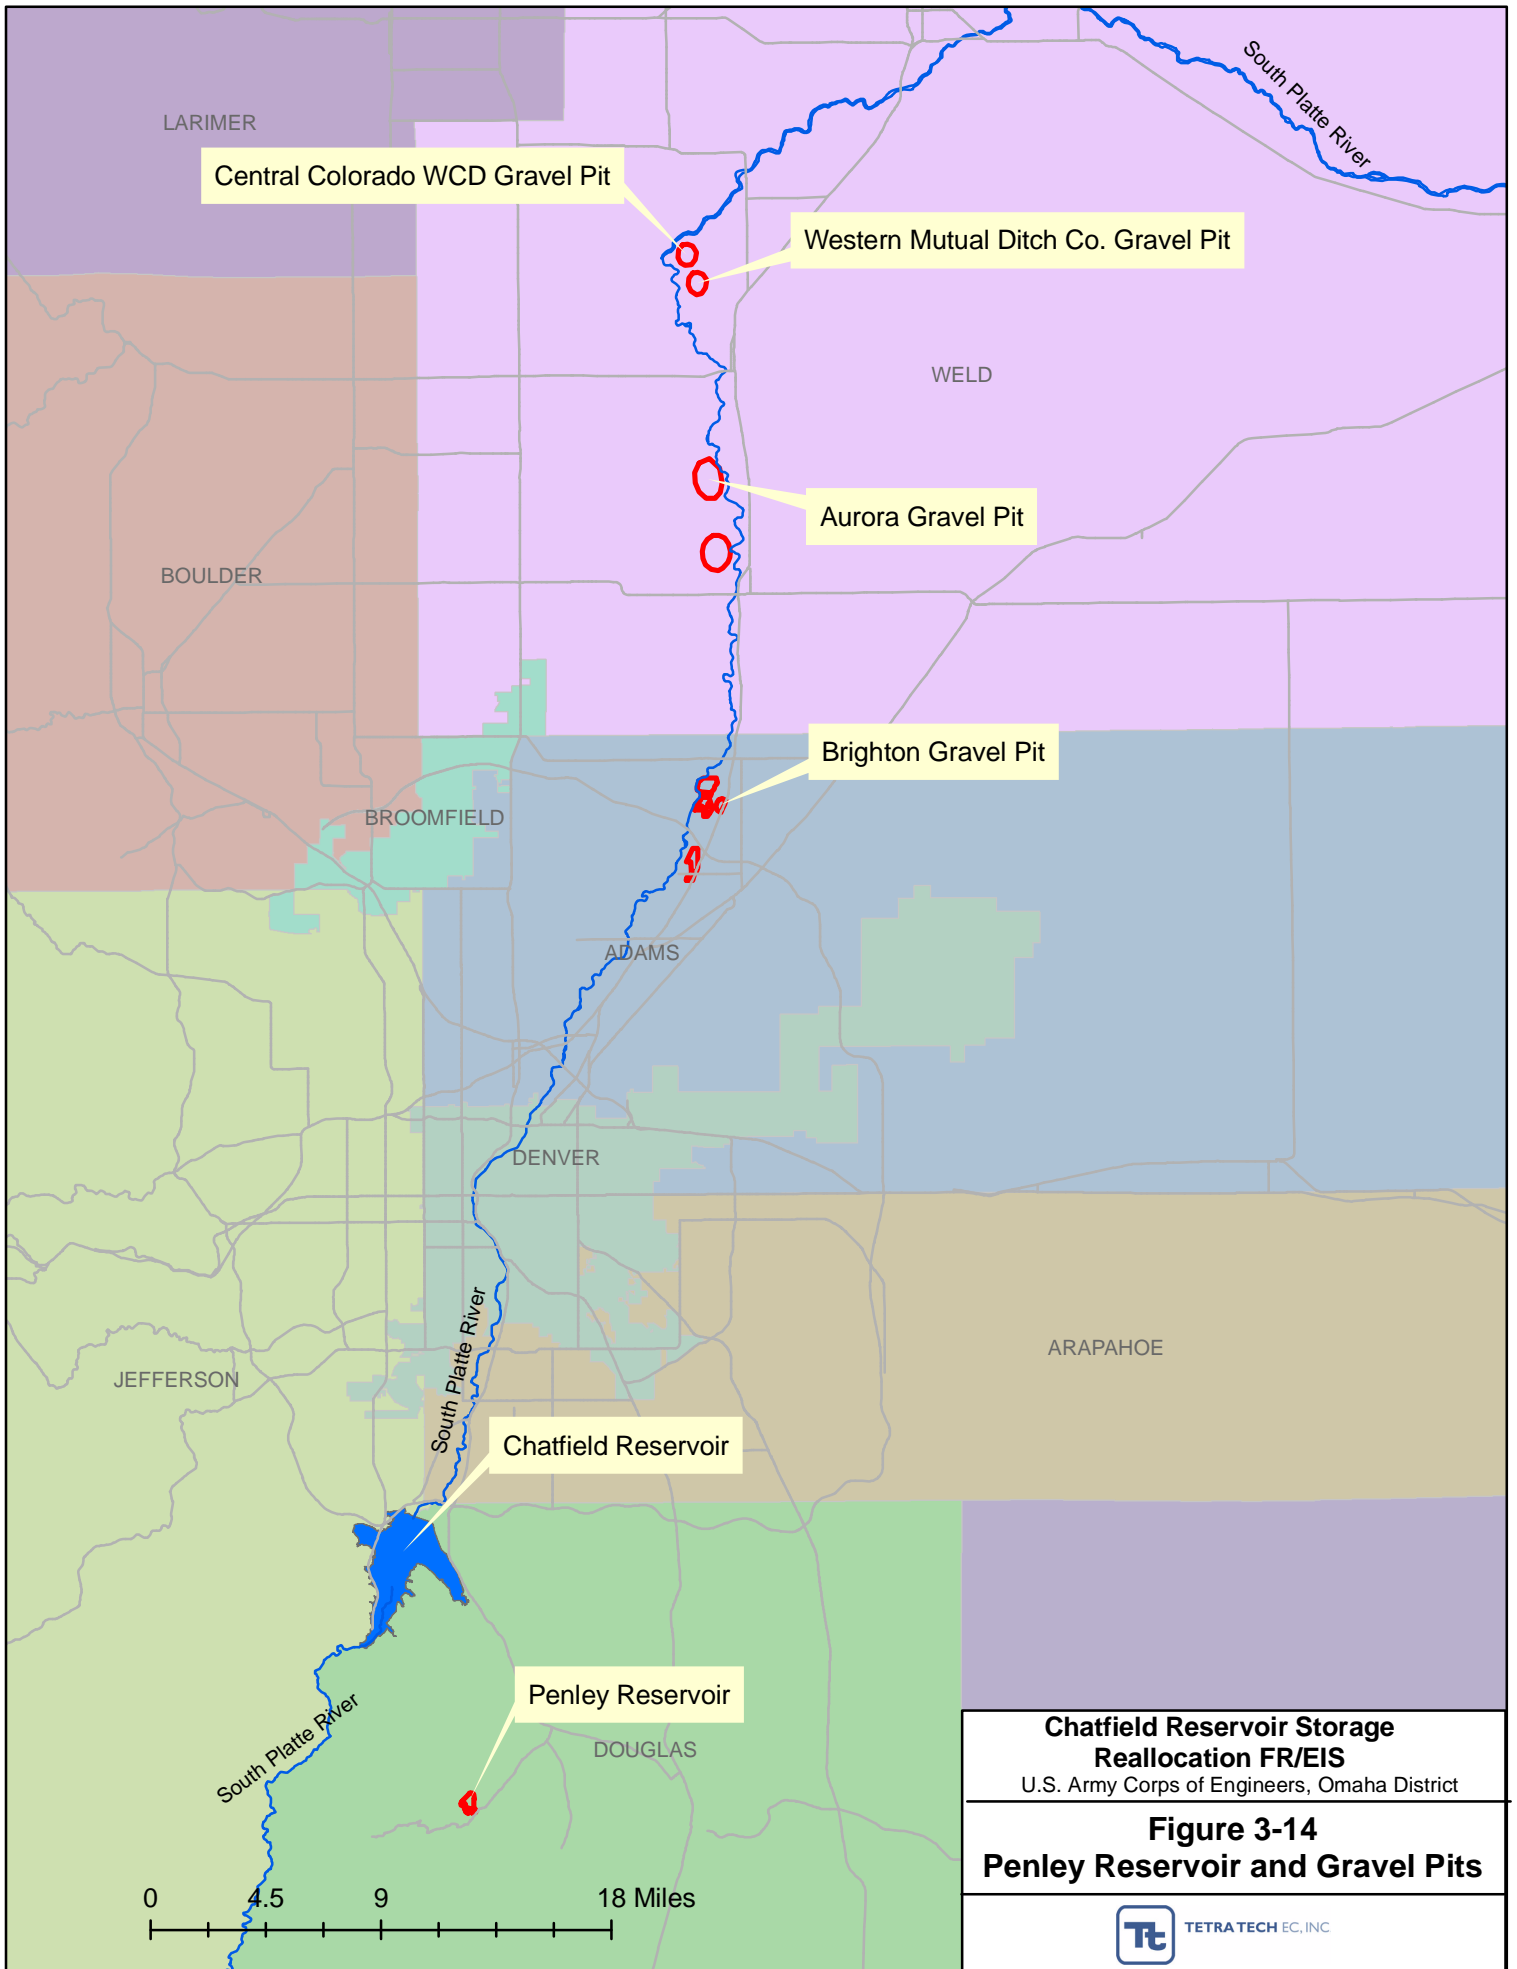 South Platte River
LARIMER
Central Colorado WCD Gravel Pit
Western Mutual Ditch Co. Gravel Pit
WELD
Aurora Gravel Pit
BOULDER
Brighton Gravel Pit
BROOMFIELD
ADAMS
DENVER
South Platte River
ARAPAHOE
JEFFERSON
Chatfield Reservoir
Penley Reservoir
South Platte River
DOUGLAS
0 4.5 9 18 Miles
Chatfield Reservoir Storage
Reallocation FR/EIS
U.S. Army Corps of Engineers, Omaha District
Figure 3-14
Penley Reservoir and Gravel Pits
Tt TETRA TECH EC, INC